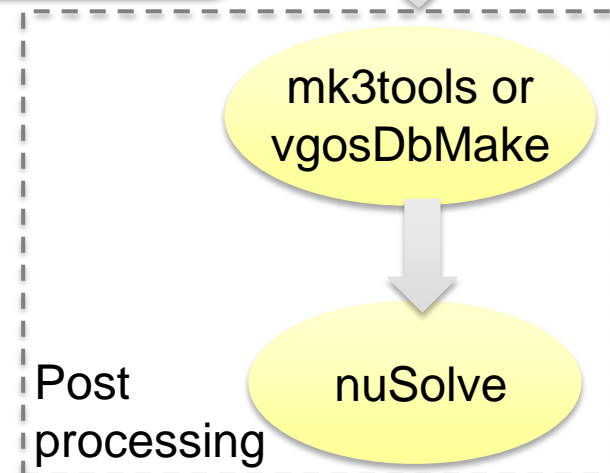 mk3tools or
vgosDbMake
nuSolve
Post
processing